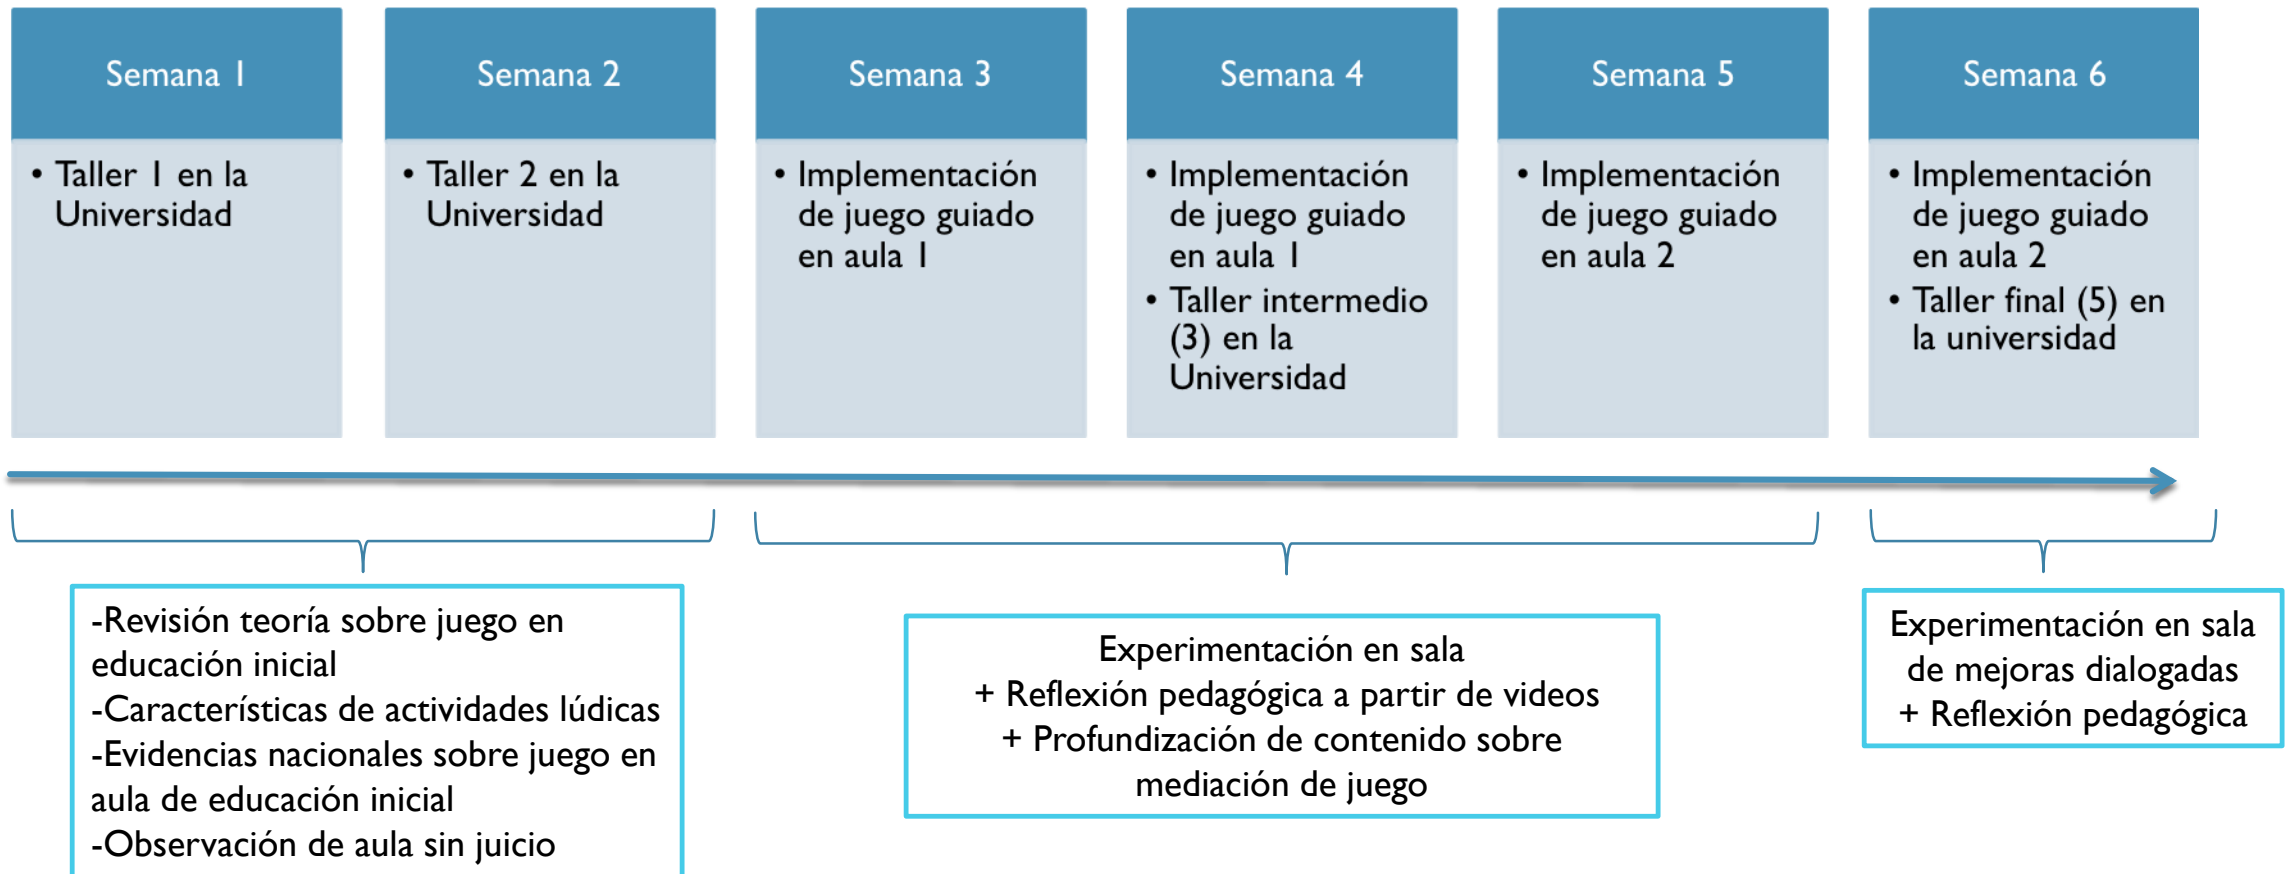 Semana 1
• Taller 1 en la
Universidad
Semana 2
• Taller 2 en la
Universidad
Semana 3
• Implementación
de juego guiado
en aula 1
Semana 4
• Implementación
de juego guiado
en aula 1
• Taller intermedio
(3) en la
Universidad
Semana 5
• Implementación
de juego guiado
en aula 2
Semana 6
• Implementación
de juego guiado
en aula 2
• Taller final (5) en
la universidad
-Revisión teoría sobre juego en
educación inicial
-Características de actividades lúdicas
-Evidencias nacionales sobre juego en
aula de educación inicial
-Observación de aula sin juicio
Experimentación en sala
+ Reflexión pedagógica a partir de videos
+ Profundización de contenido sobre
mediación de juego
Experimentación en sala
de mejoras dialogadas
+ Reflexión pedagógica